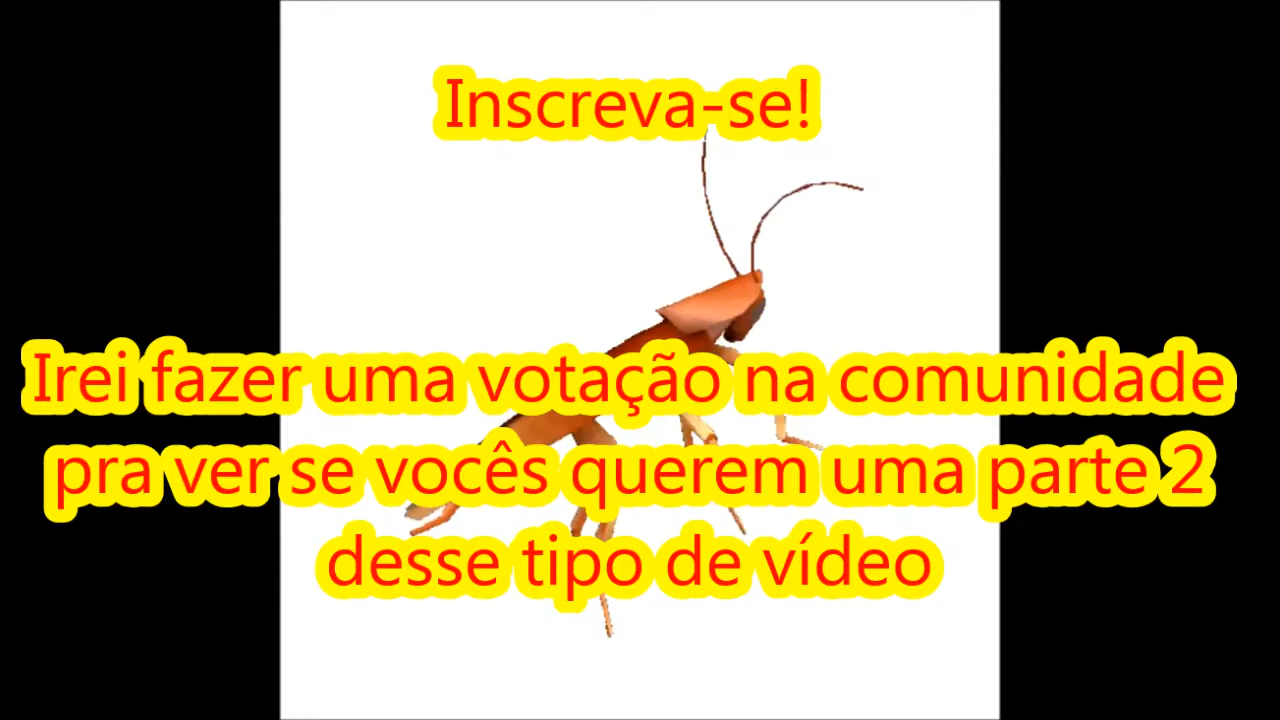 Inscreva-se!
Irei fazer uma votação na comunidade
pra ver se vocês querem uma parte 2
desse tipo de vídeo